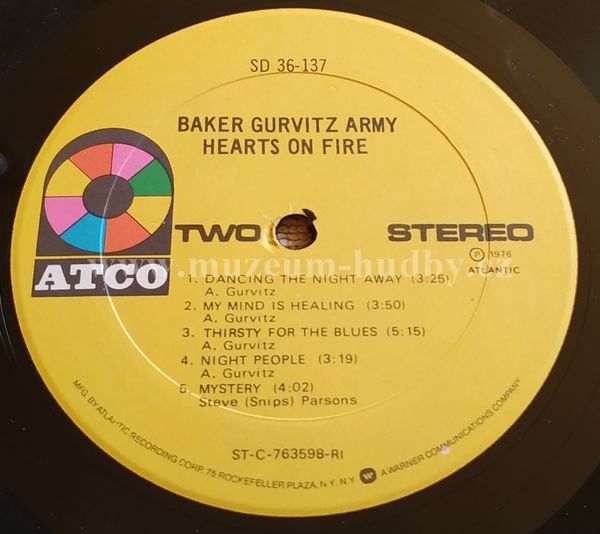 SD 36-137
BAKER GURVITZ ARMY
HEARTS ON FIRE
TWO
STEREO
ATCO
℗ 1976
ATLANTIC
www.muzeum-hudby.cz
1. DANCING THE NIGHT AWAY (3:25)
A. Gurvitz
2. MY MIND IS HEALING (3:50)
A. Gurvitz
3. THIRSTY FOR THE BLUES (5:15)
A. Gurvitz
4. NIGHT PEOPLE (3:19)
A. Gurvitz
5. MYSTERY (4:02)
Steve (Snips) Parsons
ST-C-763598-RI
MFG BY ATLANTIC RECORDING CORP. 75 ROCKEFELLER PLAZA, N.Y. N.Y. W A WARNER COMMUNICATIONS COMPANY